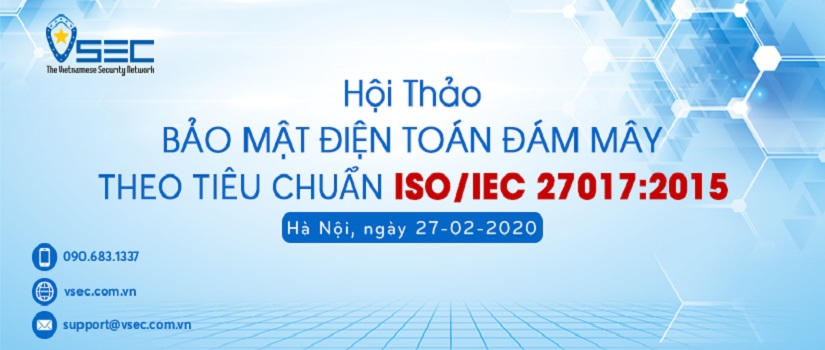 VSEC
The Vietnamese Security Network
Hội Thảo
BẢO MẬT ĐIỆN TOÁN ĐÁM MÂY
THEO TIÊU CHUẨN ISO/IEC 27017:2015
Hà Nội, ngày 27-02-2020
090.683.1337
vsec.com.vn
support@vsec.com.vn